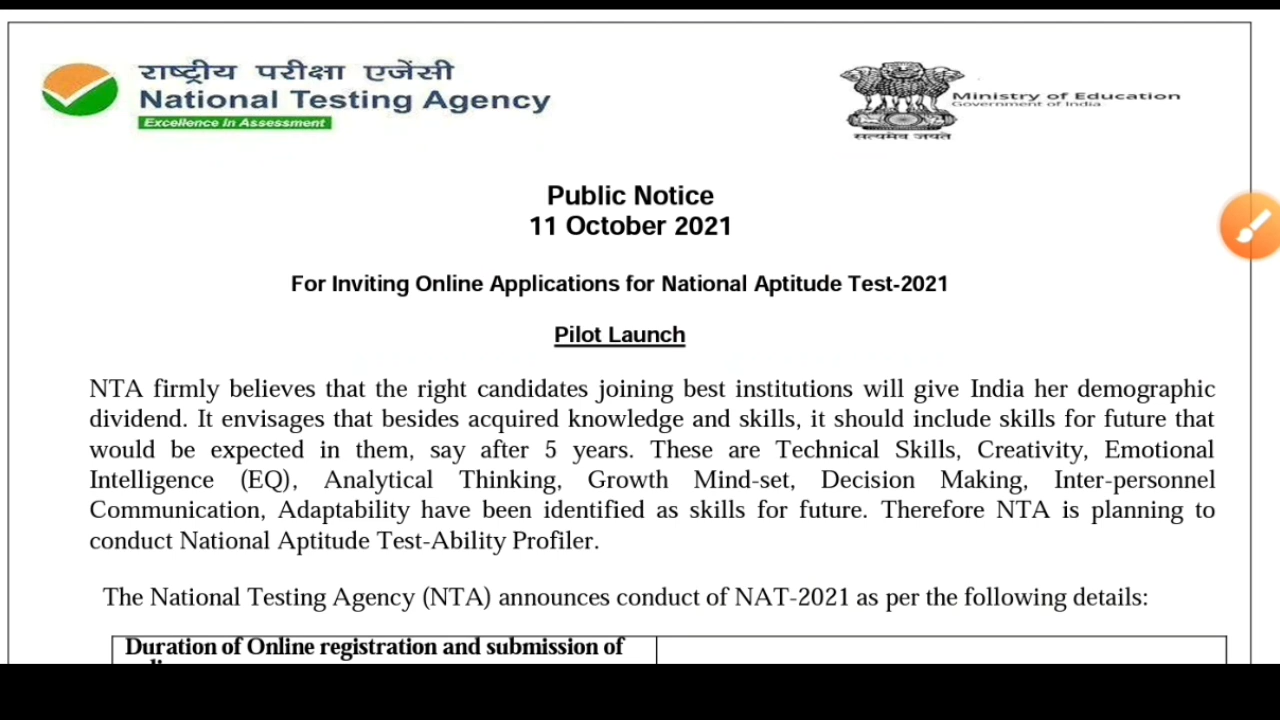 राष्ट्रीय परीक्षा एजेंसी
National Testing Agency
Excellence in Assessment
Ministry of Education
Government of India
सत्यमेव जयते
Public Notice
11 October 2021
For Inviting Online Applications for National Aptitude Test-2021
Pilot Launch
NTA firmly believes that the right candidates joining best institutions will give India her demographic
dividend. It envisages that besides acquired knowledge and skills, it should include skills for future that
would be expected in them, say after 5 years. These are Technical Skills, Creativity, Emotional
Intelligence (EQ), Analytical Thinking, Growth Mind-set, Decision Making, Inter-personnel
Communication, Adaptability have been identified as skills for future. Therefore NTA is planning to
conduct National Aptitude Test-Ability Profiler.
The National Testing Agency (NTA) announces conduct of NAT-2021 as per the following details:
Duration of Online registration and submission of